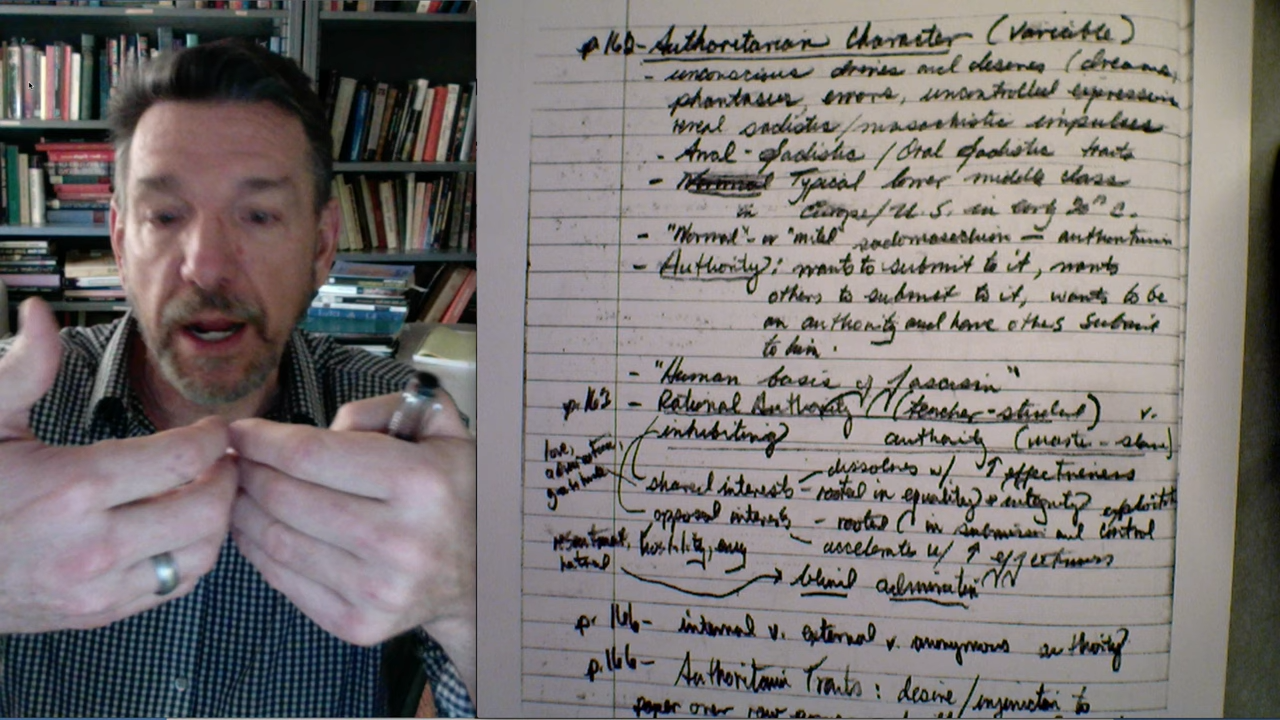 p. 162 - Authoritarian Character (variable)
- unconscious drives and desires (dreams,
phantasies, errors, uncontrolled expressions
reveal sadistic/masochistic impulses
- Anal-Sadistic / Oral Sadistic traits
- Typical lower middle class
in Europe/U.S. in early 20th c.
- "Normal" - or "mild" sadomasochism - authoritarian
- Authority: wants to submit to it, wants
others to submit to it, wants to be
an authority and have others submit
to him.
- "Human basis of fascism"
p. 163 - Rational Authority (teacher-student) v.
inhibiting authority (master-slave)
love,
admiration,
gratitude
dissolves w/ ↑ effectiveness
shared interests - rooted in equality & integrity
opposed interests - rooted in submission and control
resentment, hostility, envy
hatred
accelerates w/ ↑ effectiveness
→ blind admiration
p. 166 - internal v. external v. anonymous authority
p. 166 - Authoritarian Traits: desire/injunction to
paper over raw